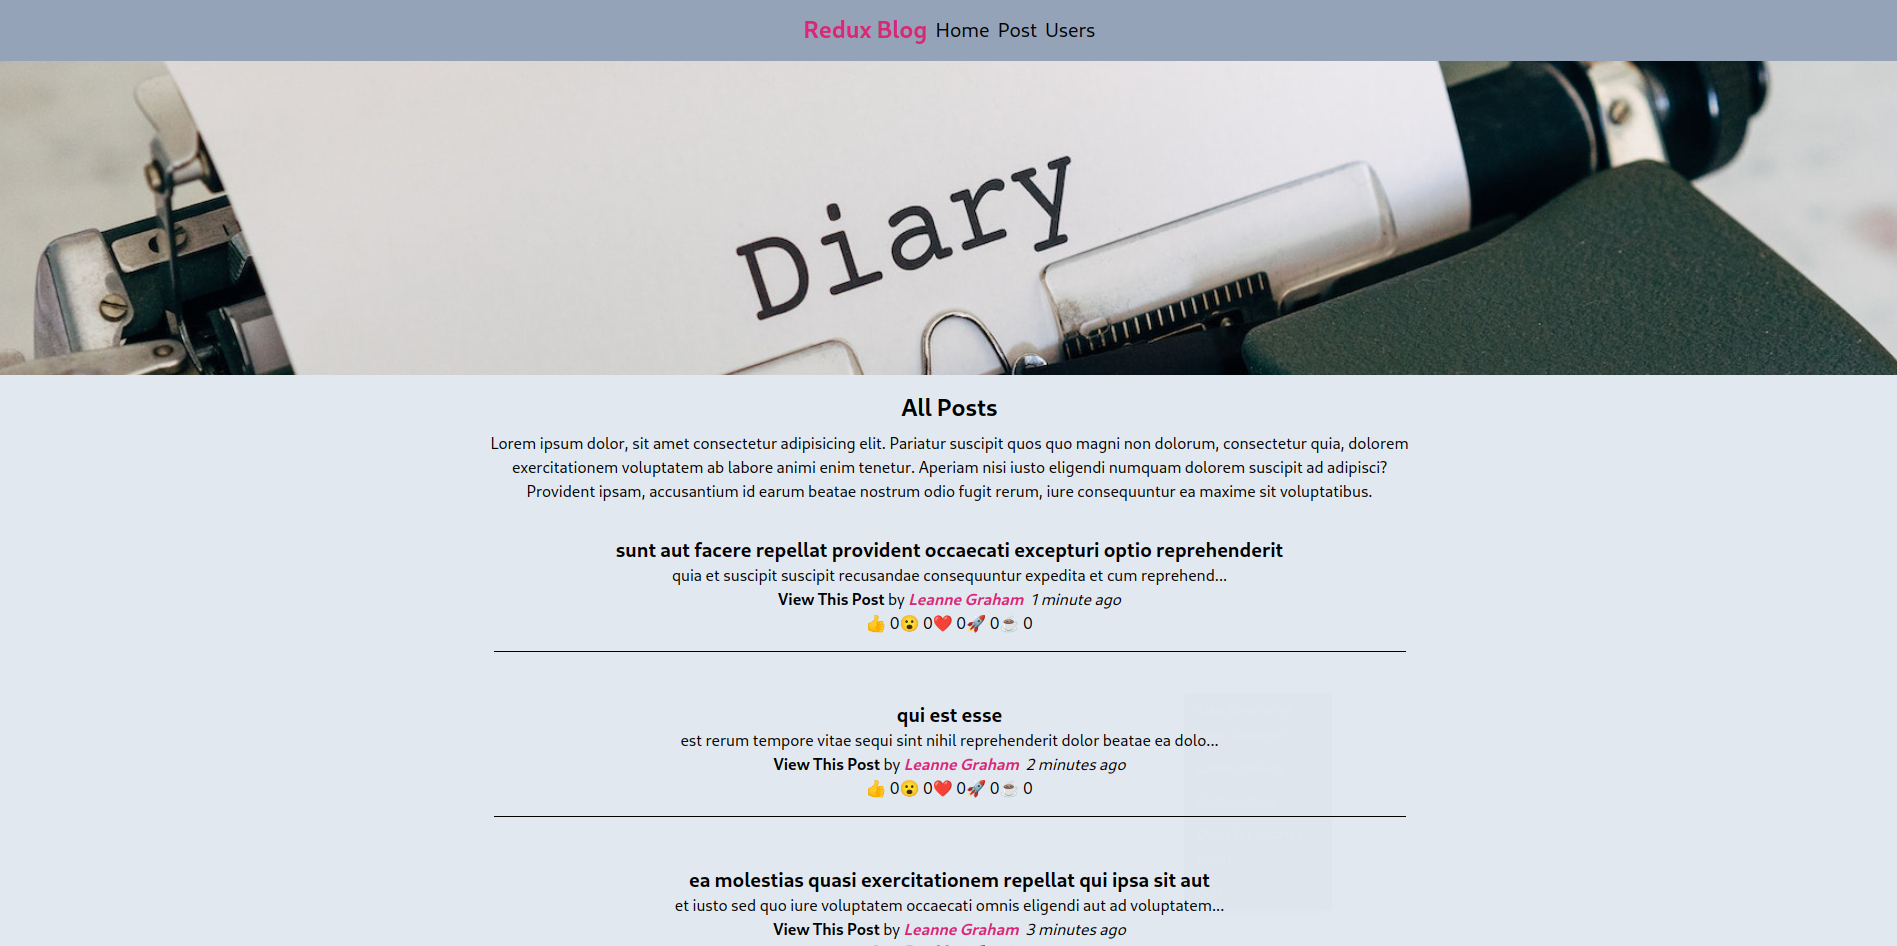 Redux Blog Home Post Users
Diary
All Posts
Lorem ipsum dolor, sit amet consectetur adipisicing elit. Pariatur suscipit quos quo magni non dolorum, consectetur quia, dolorem
exercitationem voluptatem ab labore animi enim tenetur. Aperiam nisi iusto eligendi numquam dolorem suscipit ad adipisci?
Provident ipsam, accusantium id earum beatae nostrum odio fugit rerum, iure consequuntur ea maxime sit voluptatibus.
sunt aut facere repellat provident occaecati excepturi optio reprehenderit
quia et suscipit suscipit recusandae consequuntur expedita et cum reprehend...
View This Post by Leanne Graham 1 minute ago
👍 0😮 0❤️ 0🚀 0☕ 0
qui est esse
est rerum tempore vitae sequi sint nihil reprehenderit dolor beatae ea dolo...
View This Post by Leanne Graham 2 minutes ago
👍 0😮 0❤️ 0🚀 0☕ 0
ea molestias quasi exercitationem repellat qui ipsa sit aut
et iusto sed quo iure voluptatem occaecati omnis eligendi aut ad voluptatem...
View This Post by Leanne Graham 3 minutes ago